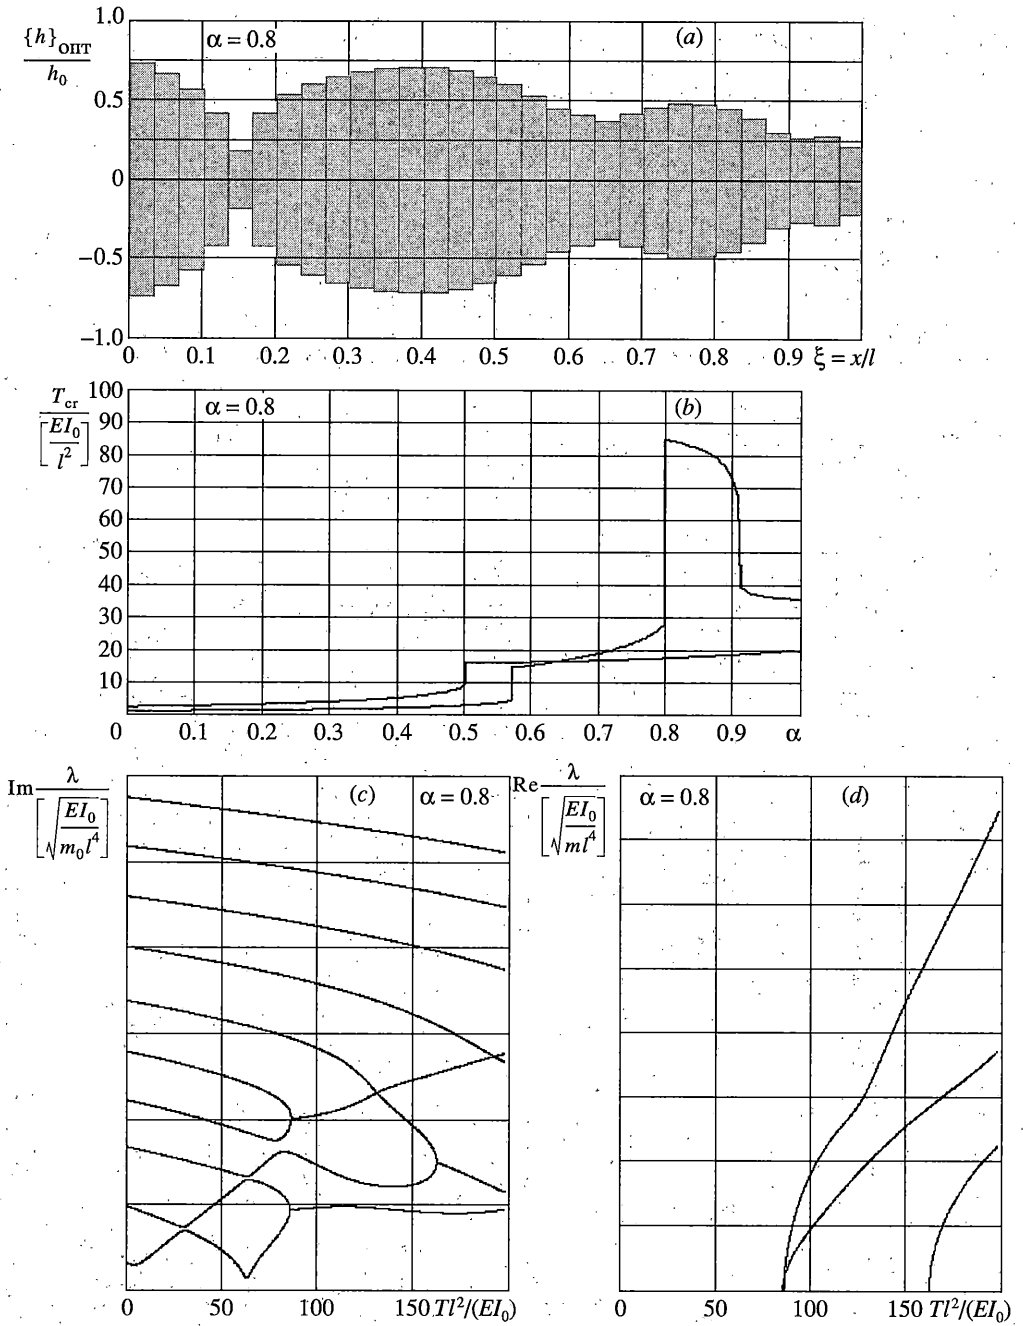 1.0
{h}ОПТ
h0
α = 0.8
(a)
0.5
0
−0.5
−1.0
0 0.1 0.2 0.3 0.4 0.5 0.6 0.7 0.8 0.9 ξ = x/l
Tcr
[EI0
l2]
100
α = 0.8
(b)
90
80
70
60
50
40
30
20
10
0 0.1 0.2 0.3 0.4 0.5 0.6 0.7 0.8 0.9 α
Im λ
[√EI0
m0l4]
(c)
α = 0.8
0 50 100 150 Tl2/(EI0)
Re λ
[√EI0
ml4]
α = 0.8
(d)
0 50 100 150 Tl2/(EI0)